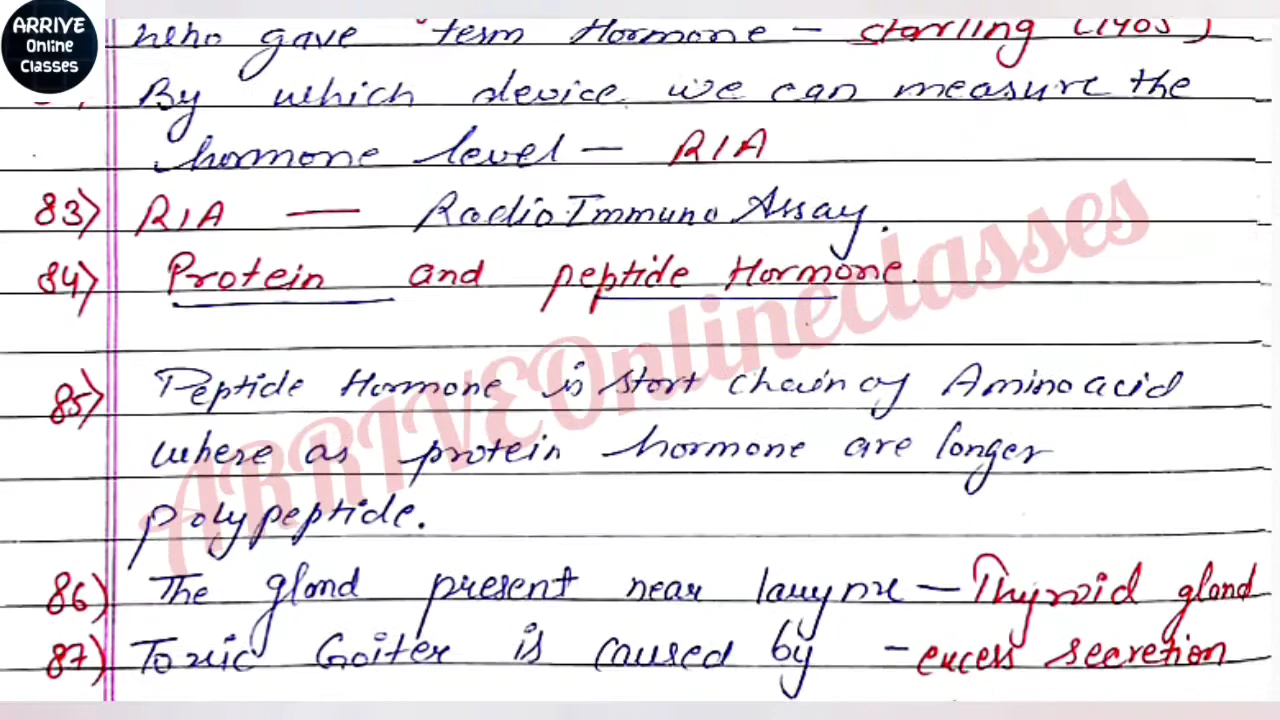 ARRIVE
Online
Classes
who gave term Hormone - starling (1905)
By which device we can measure the
hormone level - RIA
83) RIA — Radio Immuno Assay.
84) Protein and peptide Hormone.
85) Peptide Hormone is stort chain of Amino acid
where as protein hormone are longer
polypeptide.
86) The gland present near larynx - Thyroid gland
87) Toxic Goiter is caused by - excess secretion
ARRIVEOnlineclasses